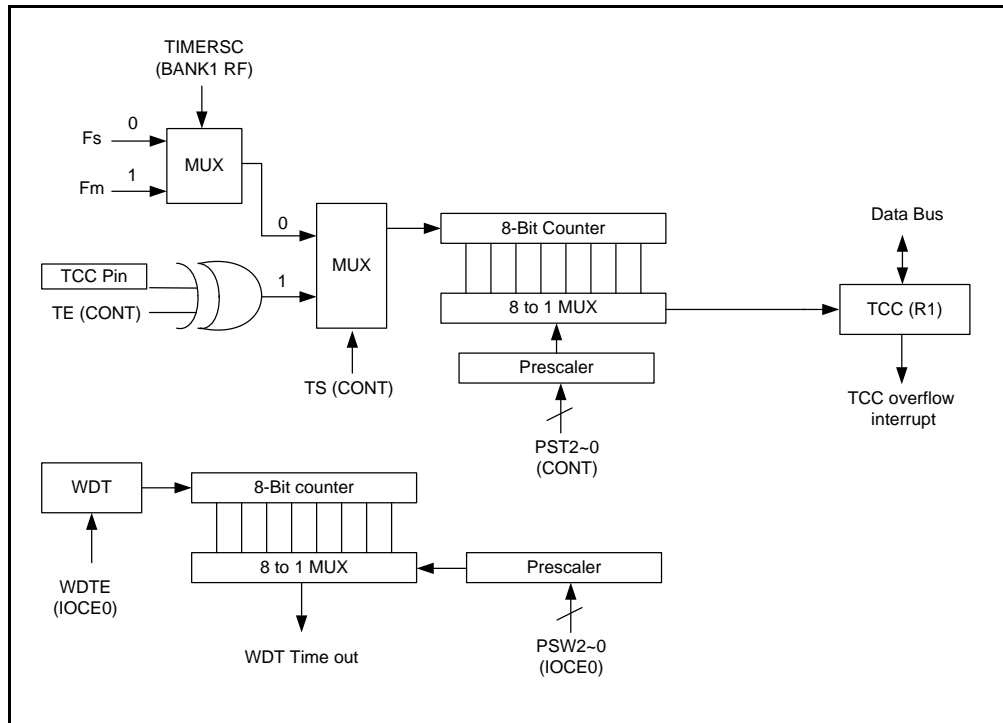 TIMERSC
(BANK1 RF)
0
Fs
MUX
1
Fm
0
8-Bit Counter
Data Bus
MUX
TCC Pin
1
TE (CONT)
8 to 1 MUX
TCC (R1)
Prescaler
TS (CONT)
TCC overflow
interrupt
PST2~0
(CONT)
WDT
8-Bit counter
8 to 1 MUX
Prescaler
WDTE
(IOCE0)
WDT Time out
PSW2~0
(IOCE0)